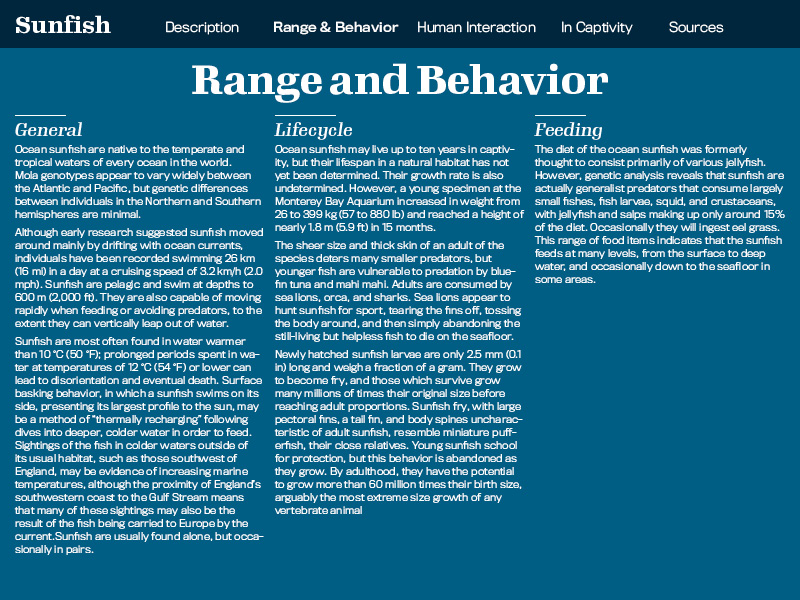 Sunfish
Description
Range & Behavior
Human Interaction
In Captivity
Sources
Range and Behavior
General
Ocean sunfish are native to the temperate and
tropical waters of every ocean in the world.
Mola genotypes appear to vary widely between
the Atlantic and Pacific, but genetic differences
between individuals in the Northern and Southern
hemispheres are minimal.
Although early research suggested sunfish moved
around mainly by drifting with ocean currents,
individuals have been recorded swimming 26 km
(16 mi) in a day at a cruising speed of 3.2 km/h (2.0
mph). Sunfish are pelagic and swim at depths to
600 m (2,000 ft). They are also capable of moving
rapidly when feeding or avoiding predators, to the
extent they can vertically leap out of water.
Sunfish are most often found in water warmer
than 10 °C (50 °F); prolonged periods spent in wa-
ter at temperatures of 12 °C (54 °F) or lower can
lead to disorientation and eventual death. Surface
basking behavior, in which a sunfish swims on its
side, presenting its largest profile to the sun, may
be a method of "thermally recharging" following
dives into deeper, colder water in order to feed.
Sightings of the fish in colder waters outside of
its usual habitat, such as those southwest of
England, may be evidence of increasing marine
temperatures, although the proximity of England's
southwestern coast to the Gulf Stream means
that many of these sightings may also be the
result of the fish being carried to Europe by the
current.Sunfish are usually found alone, but occa-
sionally in pairs.
Lifecycle
Ocean sunfish may live up to ten years in captiv-
ity, but their lifespan in a natural habitat has not
yet been determined. Their growth rate is also
undetermined. However, a young specimen at the
Monterey Bay Aquarium increased in weight from
26 to 399 kg (57 to 880 lb) and reached a height of
nearly 1.8 m (5.9 ft) in 15 months.
The sheer size and thick skin of an adult of the
species deters many smaller predators, but
younger fish are vulnerable to predation by blue-
fin tuna and mahi mahi. Adults are consumed by
sea lions, orca, and sharks. Sea lions appear to
hunt sunfish for sport, tearing the fins off, tossing
the body around, and then simply abandoning the
still-living but helpless fish to die on the seafloor.
Newly hatched sunfish larvae are only 2.5 mm (0.1
in) long and weigh a fraction of a gram. They grow
to become fry, and those which survive grow
many millions of times their original size before
reaching adult proportions. Sunfish fry, with large
pectoral fins, a tail fin, and body spines uncharac-
teristic of adult sunfish, resemble miniature puff-
erfish, their close relatives. Young sunfish school
for protection, but this behavior is abandoned as
they grow. By adulthood, they have the potential
to grow more than 60 million times their birth size,
arguably the most extreme size growth of any
vertebrate animal
Feeding
The diet of the ocean sunfish was formerly
thought to consist primarily of various jellyfish.
However, genetic analysis reveals that sunfish are
actually generalist predators that consume largely
small fishes, fish larvae, squid, and crustaceans,
with jellyfish and salps making up only around 15%
of the diet. Occasionally they will ingest eel grass.
This range of food items indicates that the sunfish
feeds at many levels, from the surface to deep
water, and occasionally down to the seafloor in
some areas.